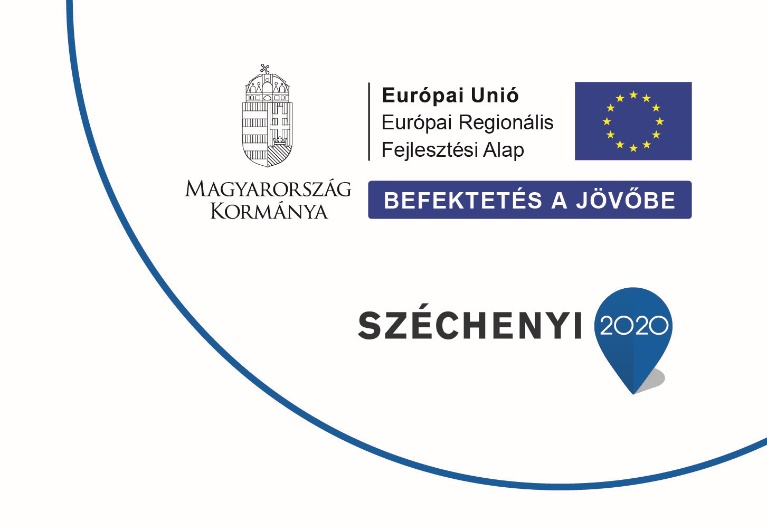 MAGYARORSZÁG
KORMÁNYA
Európai Unió
Európai Regionális
Fejlesztési Alap
BEFEKTETÉS A JÖVŐBE
SZÉCHENYI 2020